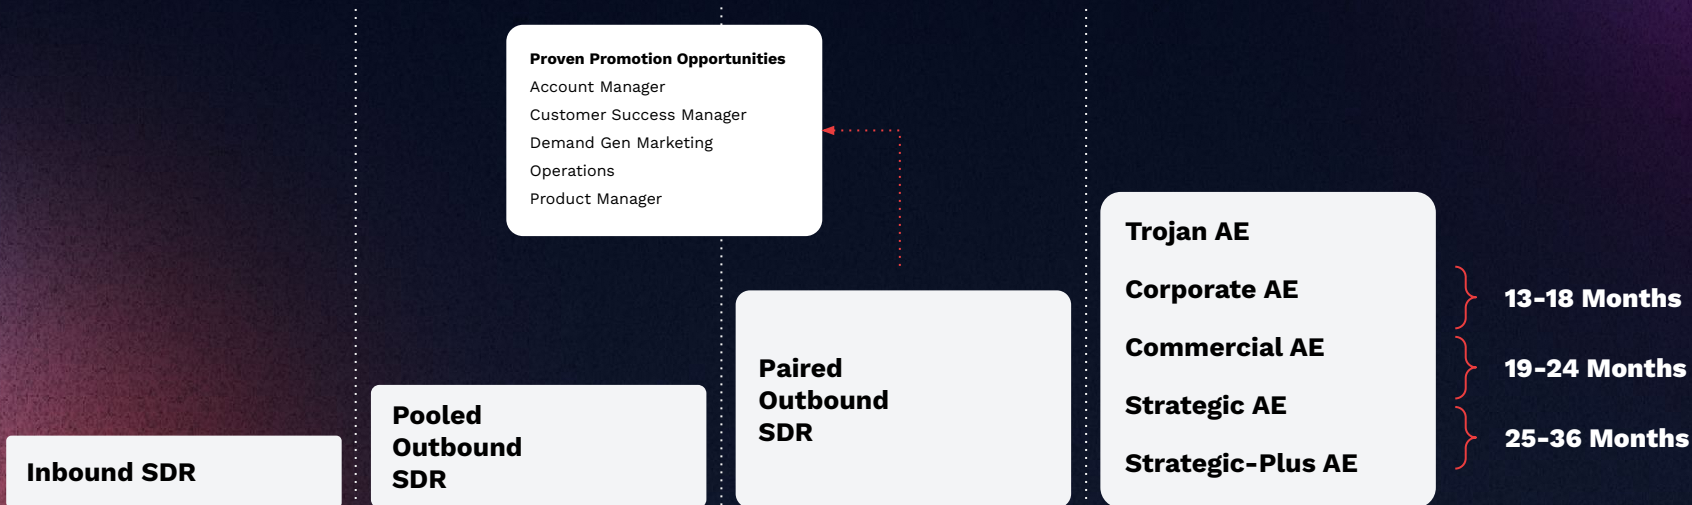 Proven Promotion Opportunities
Account Manager
Customer Success Manager
Demand Gen Marketing
Operations
Product Manager
Inbound SDR
Pooled
Outbound
SDR
Paired
Outbound
SDR
Trojan AE
Corporate AE
Commercial AE
Strategic AE
Strategic-Plus AE
13-18 Months
19-24 Months
25-36 Months